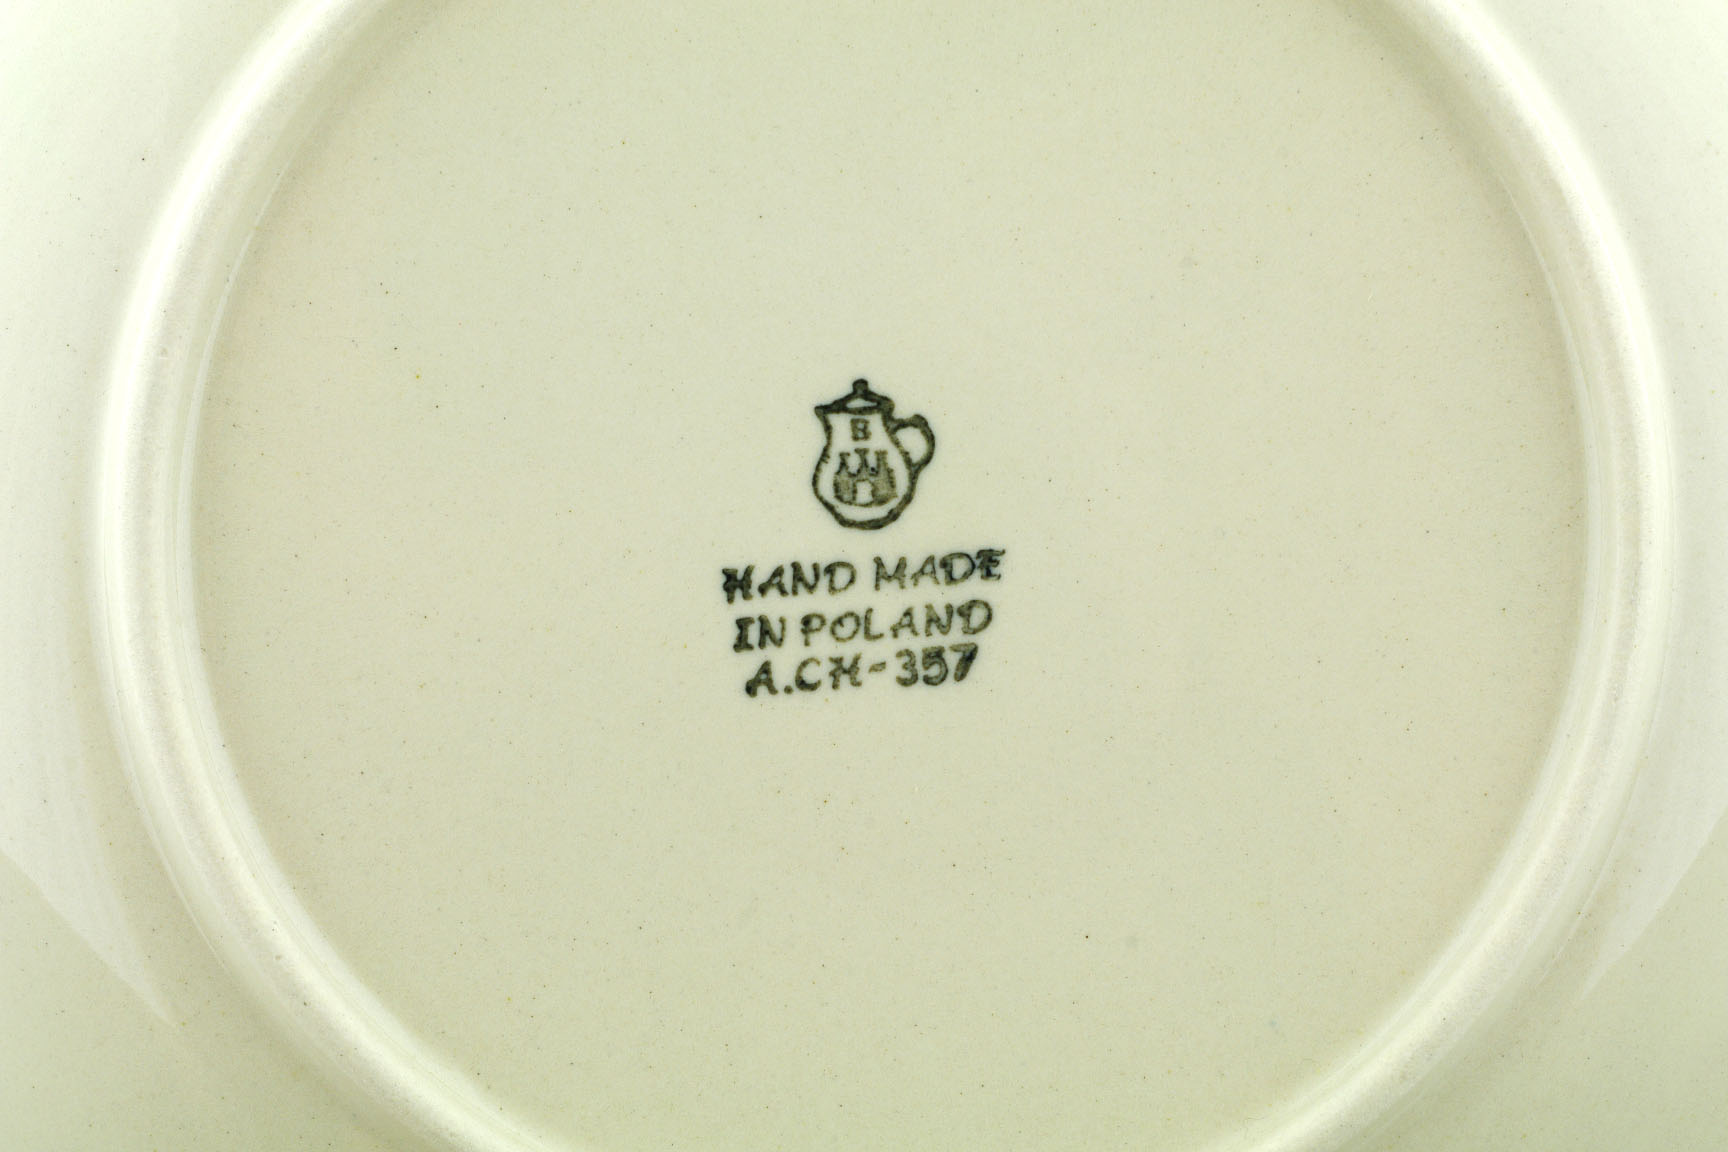 B
HAND MADE
IN POLAND
A.CH-357